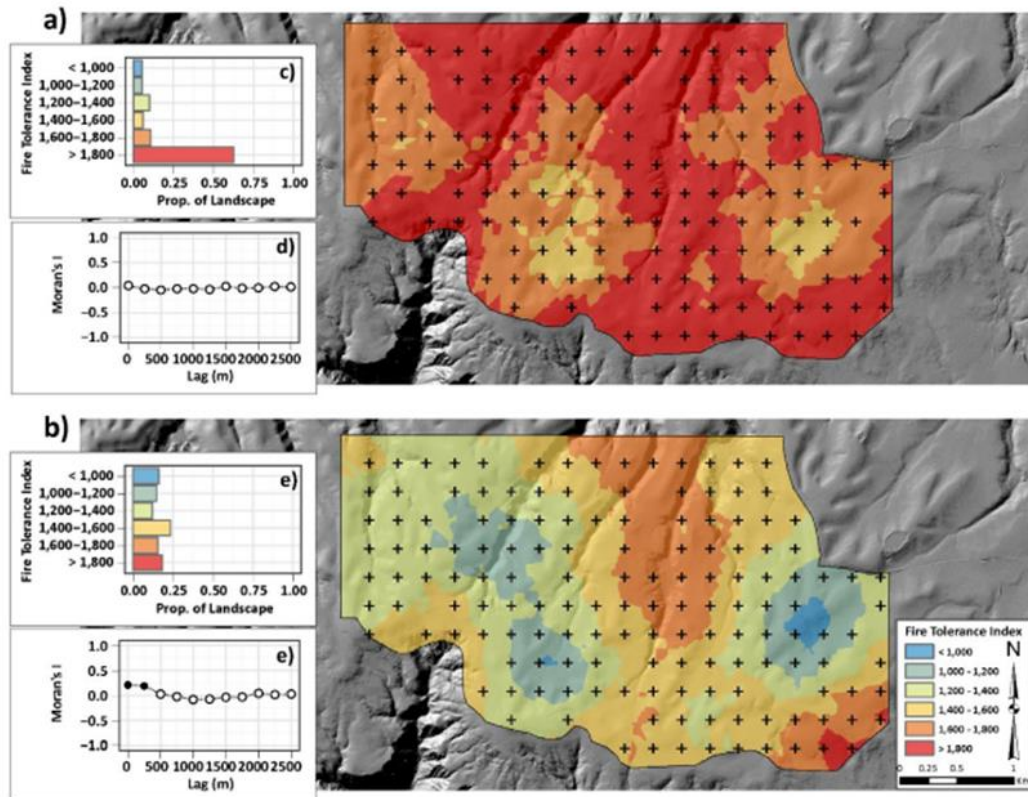 a)
c)
Fire Tolerance Index
< 1,000
1,000–1,200
1,200–1,400
1,400–1,600
1,600–1,800
> 1,800
0.00 0.25 0.50 0.75 1.00
Prop. of Landscape
d)
Moran's I
1.0
0.5
0.0
−0.5
−1.0
0 500 1000 1500 2000 2500
Lag (m)
b)
e)
Fire Tolerance Index
< 1,000
1,000–1,200
1,200–1,400
1,400–1,600
1,600–1,800
> 1,800
0.00 0.25 0.50 0.75 1.00
Prop. of Landscape
e)
Moran's I
1.0
0.5
0.0
−0.5
−1.0
0 500 1000 1500 2000 2500
Lag (m)
Fire Tolerance Index
< 1,000
1,000 - 1,200
1,200 - 1,400
1,400 - 1,600
1,600 - 1,800
> 1,800
N
0 0.25 0.5 1